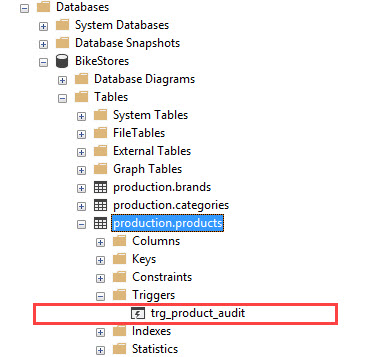 Databases
System Databases
Database Snapshots
BikeStores
Database Diagrams
Tables
System Tables
FileTables
External Tables
Graph Tables
production.brands
production.categories
production.products
Columns
Keys
Constraints
Triggers
trg_product_audit
Indexes
Statistics